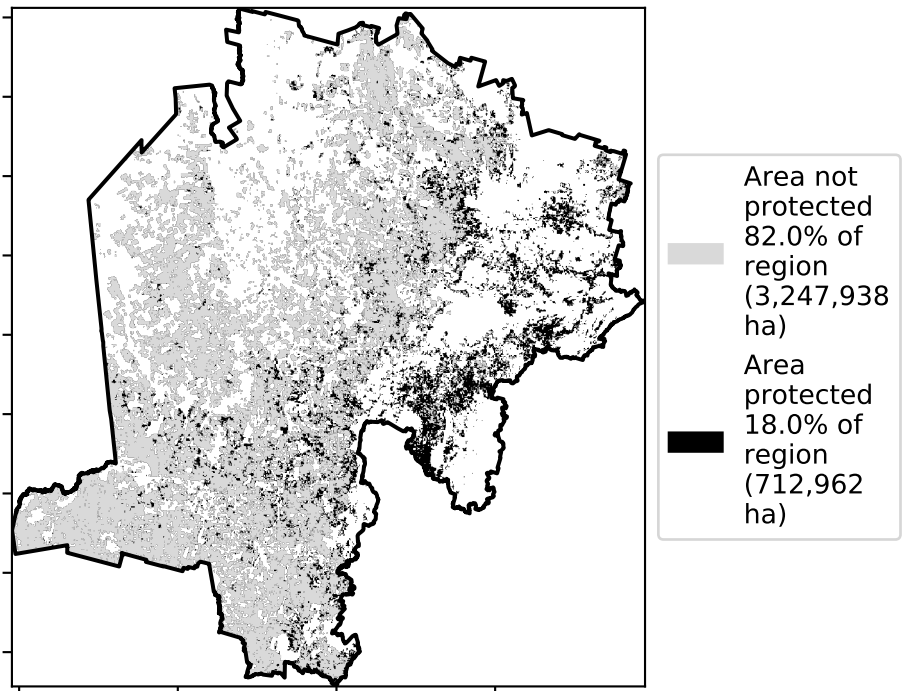 Area not
protected
82.0% of
region
(3,247,938
ha)
Area
protected
18.0% of
region
(712,962
ha)